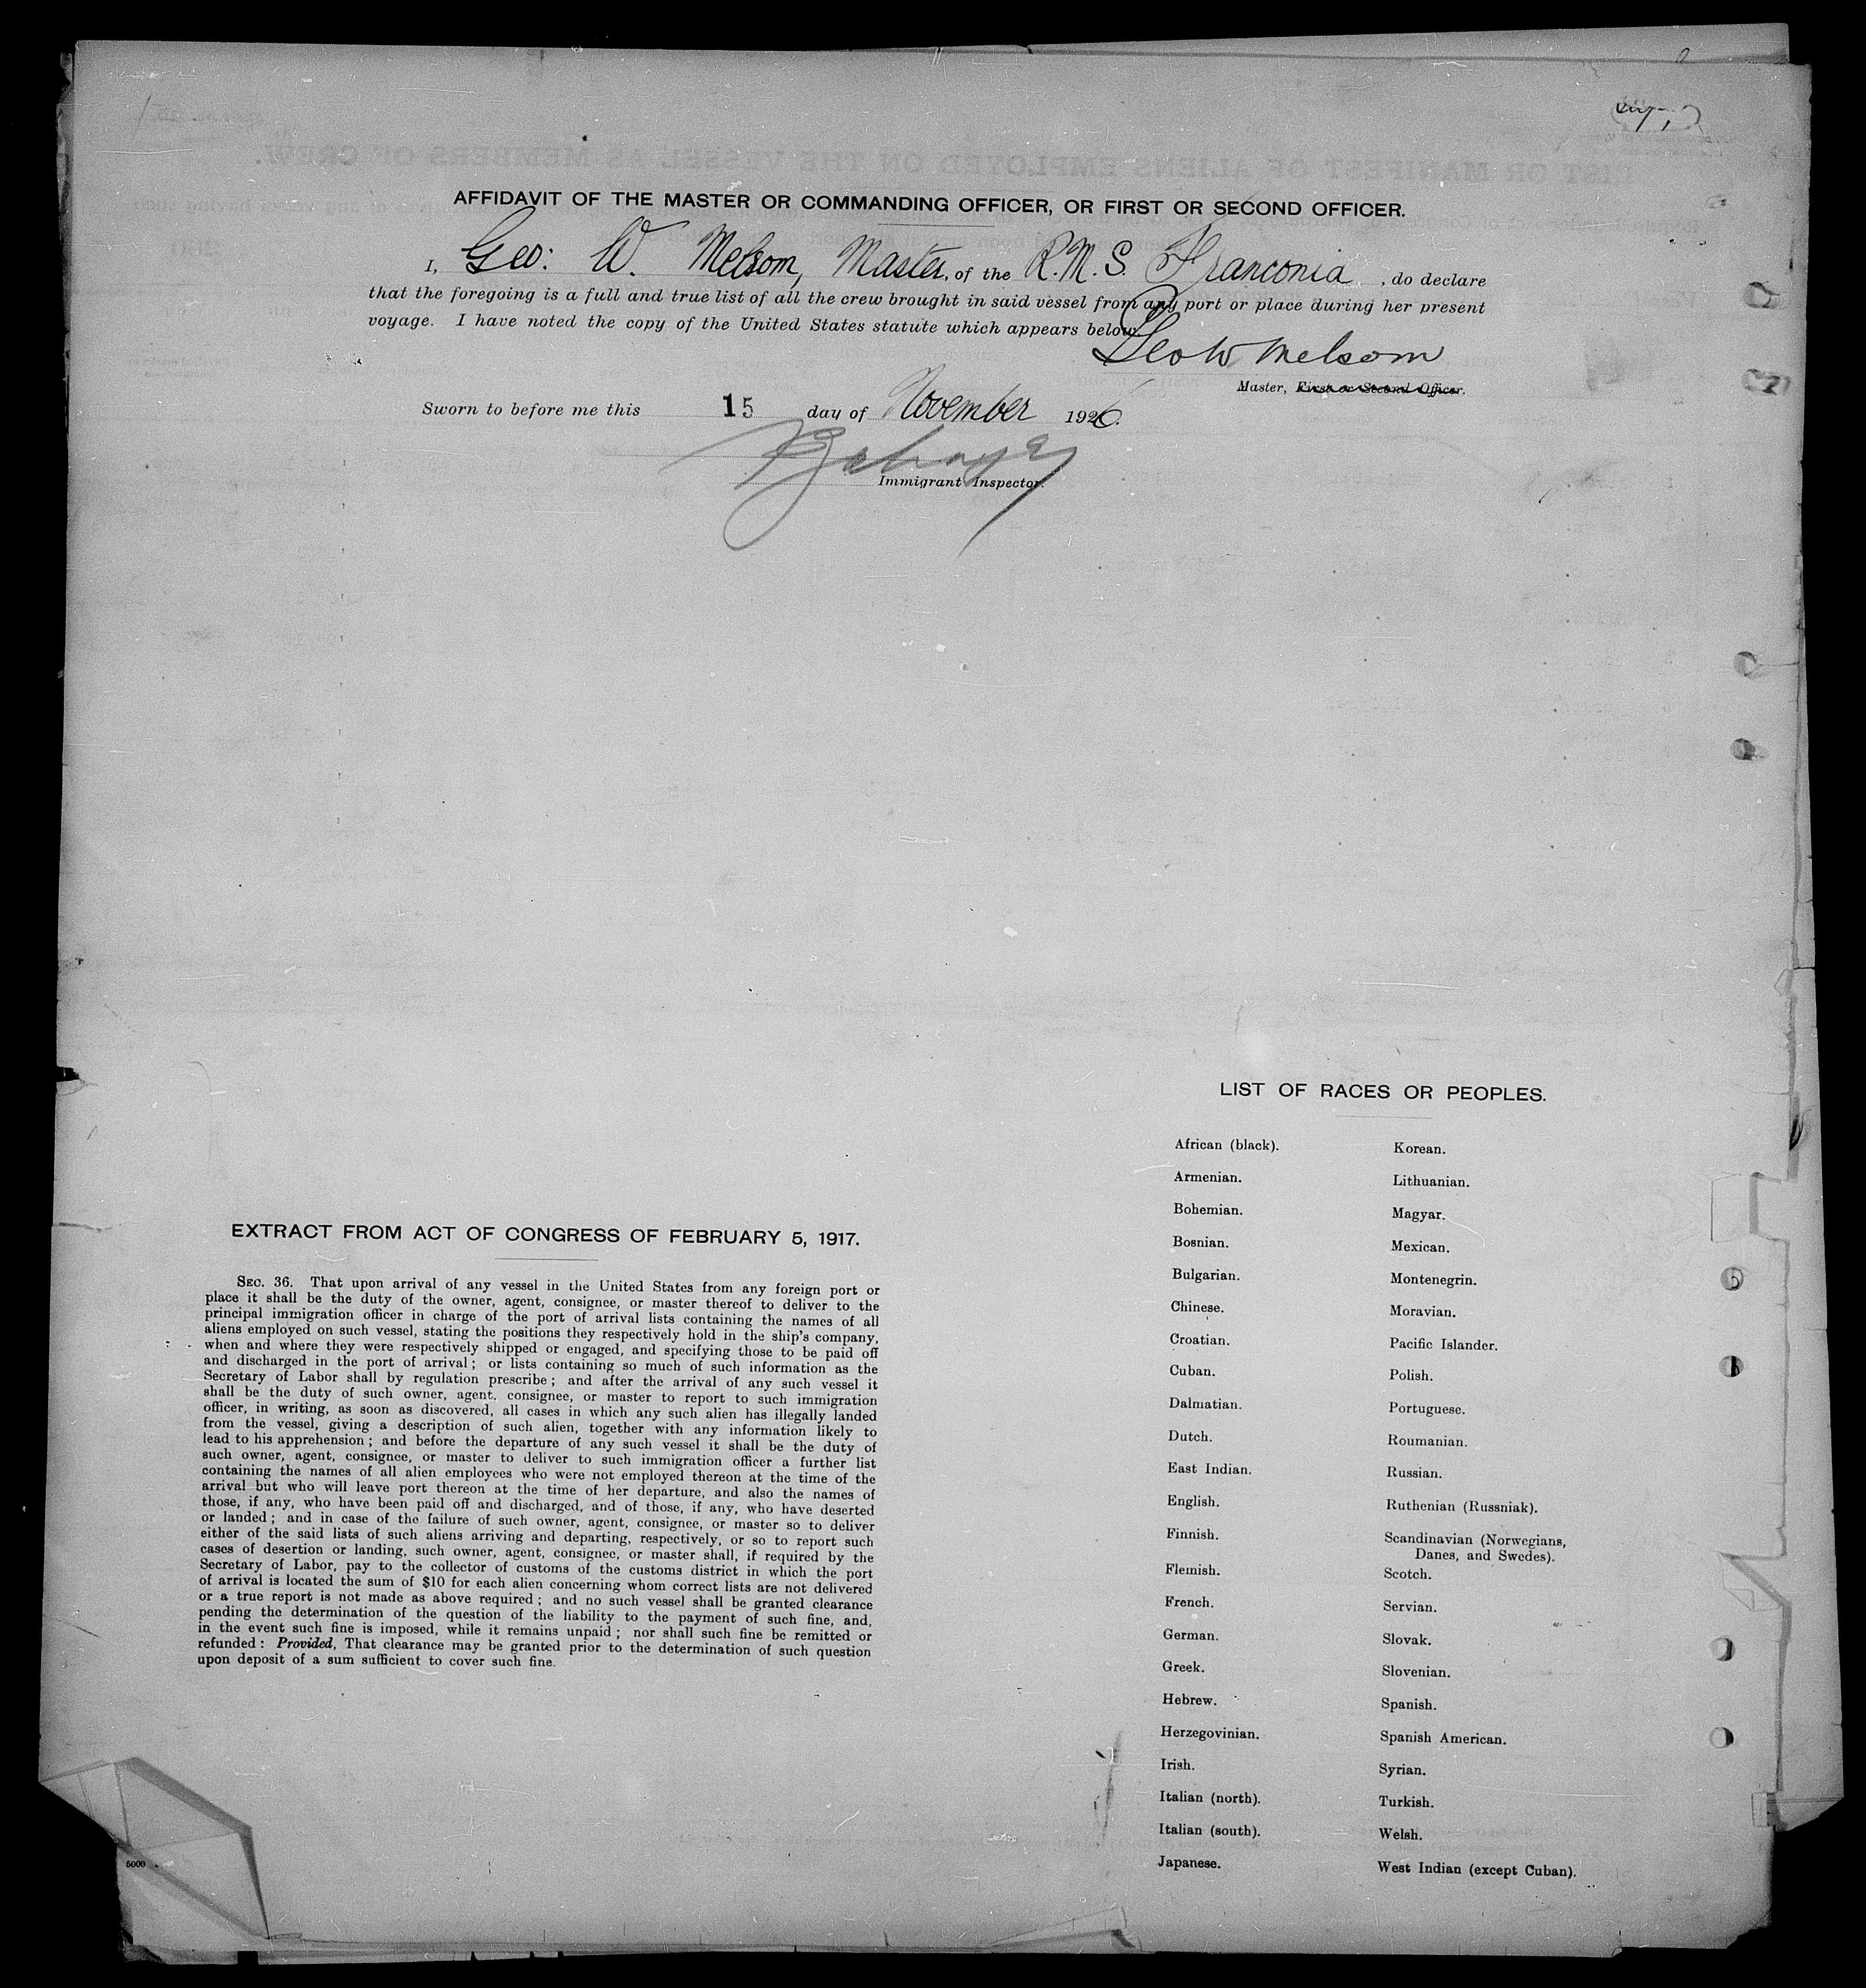 AFFIDAVIT OF THE MASTER OR COMMANDING OFFICER, OR FIRST OR SECOND OFFICER.
I, Geo: W. Melsom, Master, of the R.M.S. Franconia, do declare
that the foregoing is a full and true list of all the crew brought in said vessel from any port or place during her present
voyage. I have noted the copy of the United States statute which appears below.
Geo W Melsom
Master, First or Second Officer.
Sworn to before me this 15 day of November 1926.
Immigrant Inspector.
EXTRACT FROM ACT OF CONGRESS OF FEBRUARY 5, 1917.
SEC. 36. That upon arrival of any vessel in the United States from any foreign port or
place it shall be the duty of the owner, agent, consignee, or master thereof to deliver to the
principal immigration officer in charge of the port of arrival lists containing the names of all
aliens employed on such vessel, stating the positions they respectively hold in the ship's company,
when and where they were respectively shipped or engaged, and specifying those to be paid off
and discharged in the port of arrival; or lists containing so much of such information as the
Secretary of Labor shall by regulation prescribe; and after the arrival of any such vessel it
shall be the duty of such owner, agent, consignee, or master to report to such immigration
officer, in writing, as soon as discovered, all cases in which any such alien has illegally landed
from the vessel, giving a description of such alien, together with any information likely to
lead to his apprehension; and before the departure of any such vessel it shall be the duty of
such owner, agent, consignee, or master to deliver to such immigration officer a further list
containing the names of all alien employees who were not employed thereon at the time of the
arrival but who will leave port thereon at the time of her departure, and also the names of
those, if any, who have been paid off and discharged, and of those, if any, who have deserted
or landed; and in case of the failure of such owner, agent, consignee, or master so to deliver
either of the said lists of such aliens arriving and departing, respectively, or so to report such
cases of desertion or landing, such owner, agent, consignee, or master shall, if required by the
Secretary of Labor, pay to the collector of customs of the customs district in which the port
of arrival is located the sum of $10 for each alien concerning whom correct lists are not delivered
or a true report is not made as above required; and no such vessel shall be granted clearance
pending the determination of the question of the liability to the payment of such fine, and,
in the event such fine is imposed, while it remains unpaid; nor shall such fine be remitted or
refunded: Provided, That clearance may be granted prior to the determination of such question
upon deposit of a sum sufficient to cover such fine.
5000
LIST OF RACES OR PEOPLES.
African (black).
Armenian.
Bohemian.
Bosnian.
Bulgarian.
Chinese.
Croatian.
Cuban.
Dalmatian.
Dutch.
East Indian.
English.
Finnish.
Flemish.
French.
German.
Greek.
Hebrew.
Herzegovinian.
Irish.
Italian (north).
Italian (south).
Japanese.
Korean.
Lithuanian.
Magyar.
Mexican.
Montenegrin.
Moravian.
Pacific Islander.
Polish.
Portuguese.
Roumanian.
Russian.
Ruthenian (Russniak).
Scandinavian (Norwegians,
Danes, and Swedes).
Scotch.
Servian.
Slovak.
Slovenian.
Spanish.
Spanish American.
Syrian.
Turkish.
Welsh.
West Indian (except Cuban).